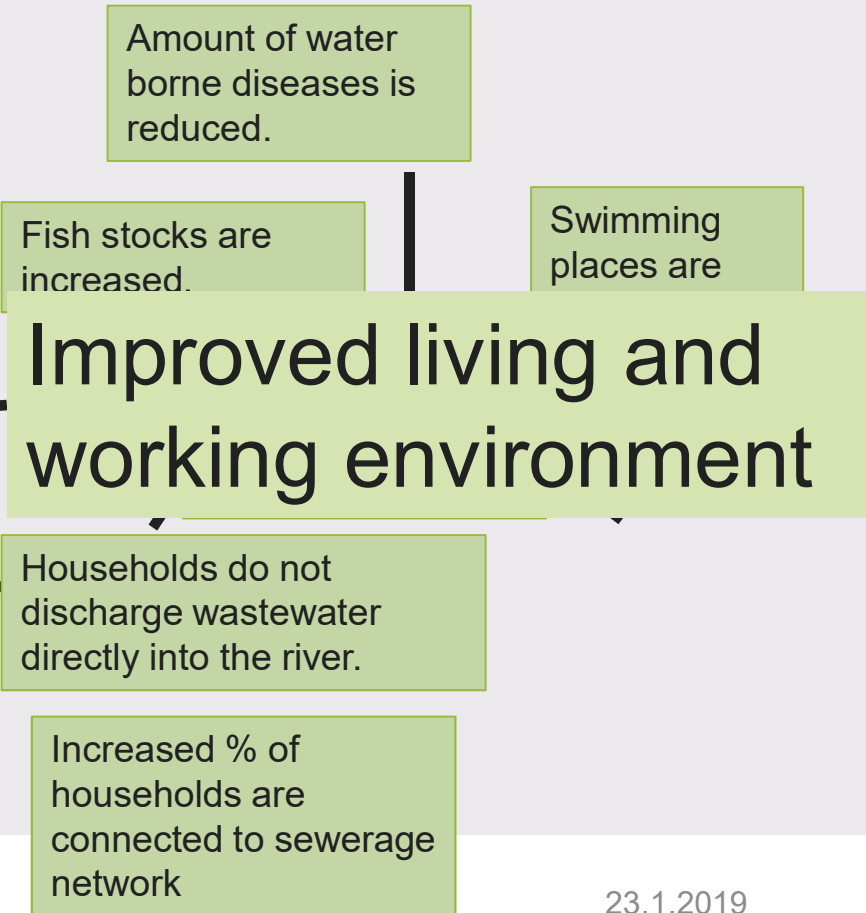 Amount of water
borne diseases is
reduced.
Fish stocks are
increased.
Swimming
places are
Improved living and
working environment
Households do not
discharge wastewater
directly into the river.
Increased % of
households are
connected to sewerage
network
23.1.2019